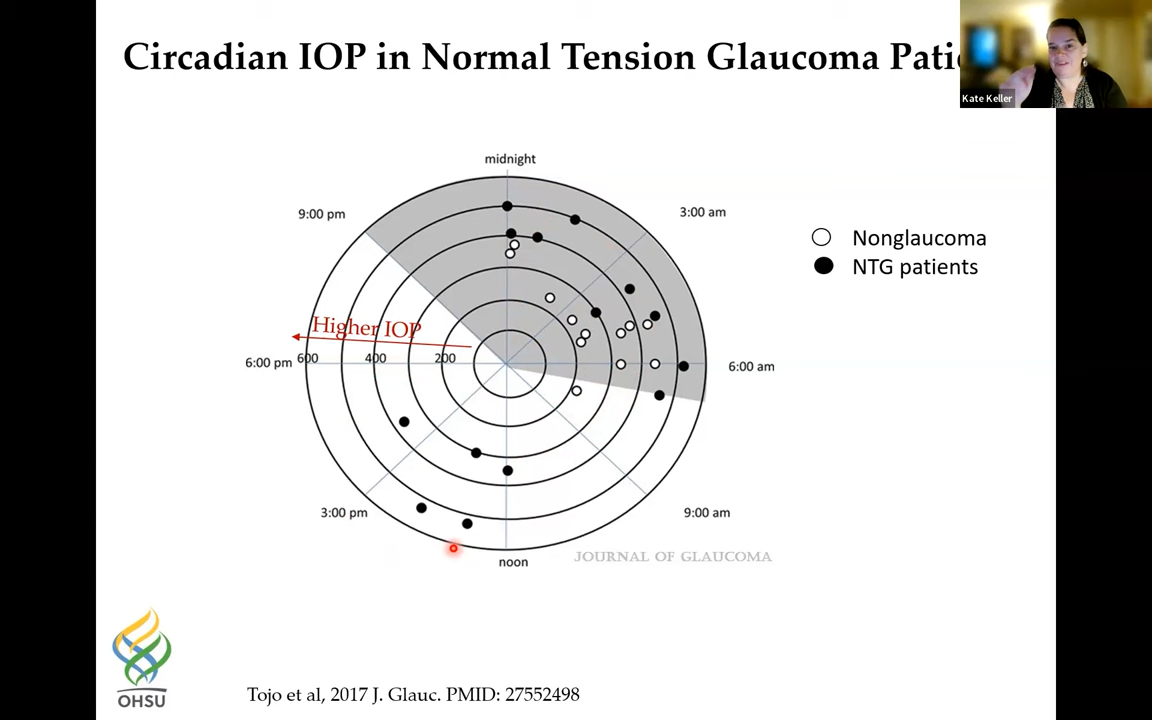 Circadian IOP in Normal Tension Glaucoma Patie
Kate Keller
midnight
9:00 pm
3:00 am
Nonglaucoma
NTG patients
Higher IOP
6:00 pm
600
400
200
6:00 am
3:00 pm
9:00 am
noon
JOURNAL OF GLAUCOMA
OHSU
Tojo et al, 2017 J. Glauc. PMID: 27552498